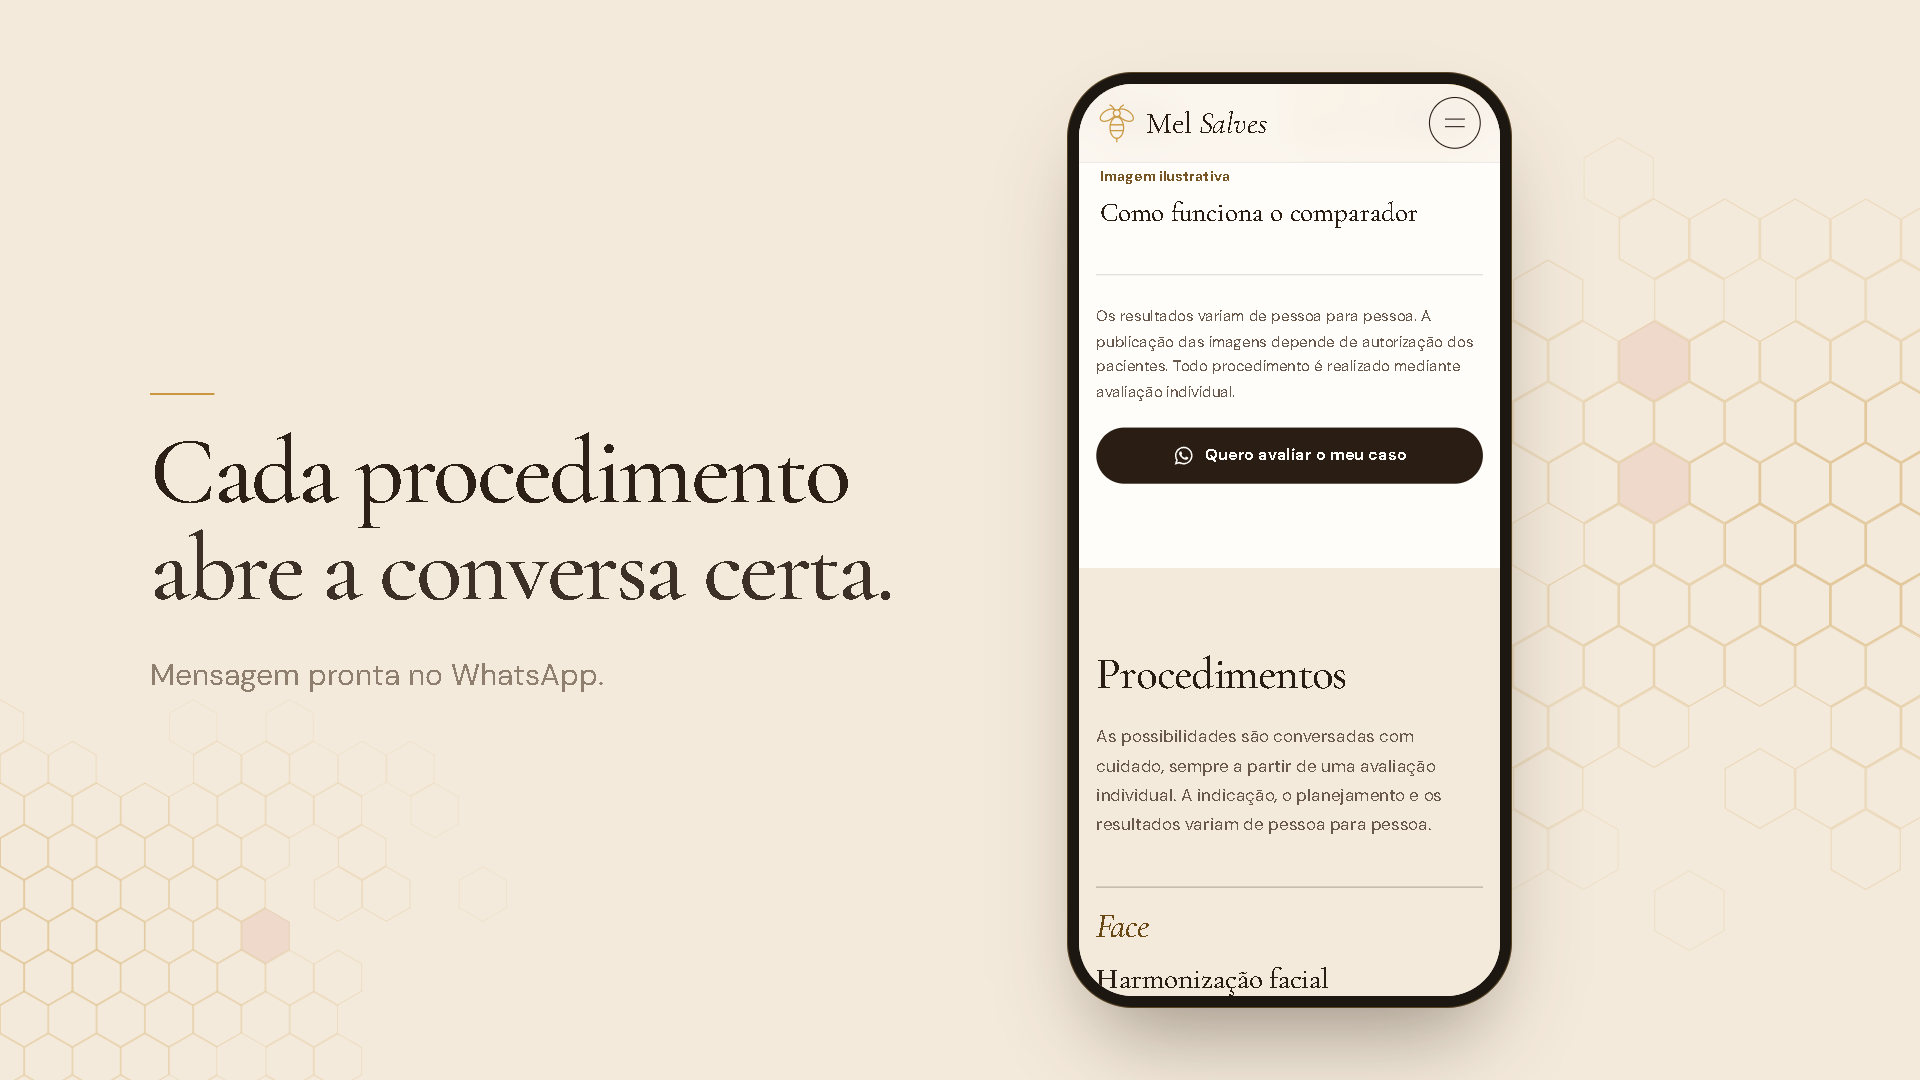 Cada procedimento
abre a conversa certa.
Mensagem pronta no WhatsApp.
Mel Salves
Imagem ilustrativa
Como funciona o comparador
Os resultados variam de pessoa para pessoa. A
publicação das imagens depende de autorização dos
pacientes. Todo procedimento é realizado mediante
avaliação individual.
Quero avaliar o meu caso
Procedimentos
As possibilidades são conversadas com
cuidado, sempre a partir de uma avaliação
individual. A indicação, o planejamento e os
resultados variam de pessoa para pessoa.
Face
Harmonização facial